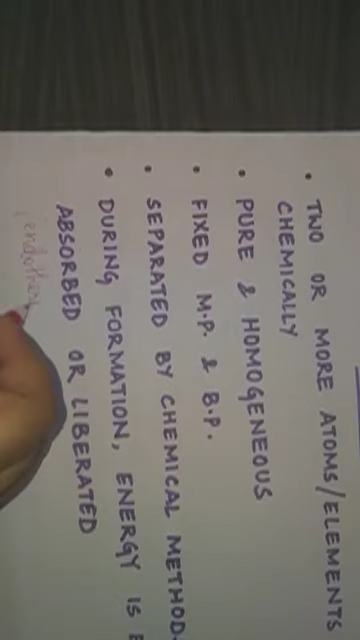 • TWO OR MORE ATOMS/ELEMENTS
CHEMICALLY
• PURE & HOMOGENEOUS
• FIXED M.P. & B.P.
• SEPARATED BY CHEMICAL METHOD
• DURING FORMATION, ENERGY IS
ABSORBED OR LIBERATED